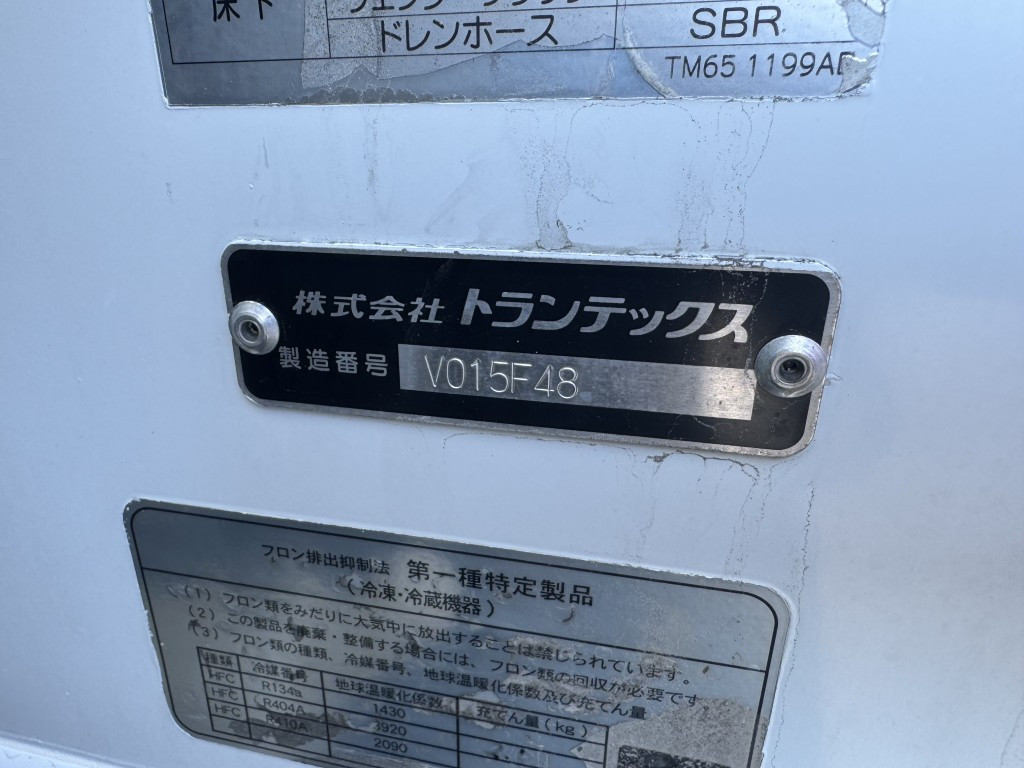 ドレンホース SBR
TM65 1199A
株式会社 トランテックス
製造番号 V015F48
フロン排出抑制法 第一種特定製品
(冷凍・冷蔵機器)
(1) フロン類をみだりに大気中に放出することは禁じられています。
(2) この製品を廃棄・整備する場合には、フロン類の回収が必要です。
(3) フロン類の種類、冷媒番号、地球温暖化係数及び充てん量
種類 冷媒番号 地球温暖化係数 充てん量(kg)
HFC R134a 1430
HFC R404A 3920
HFC R410A 2090